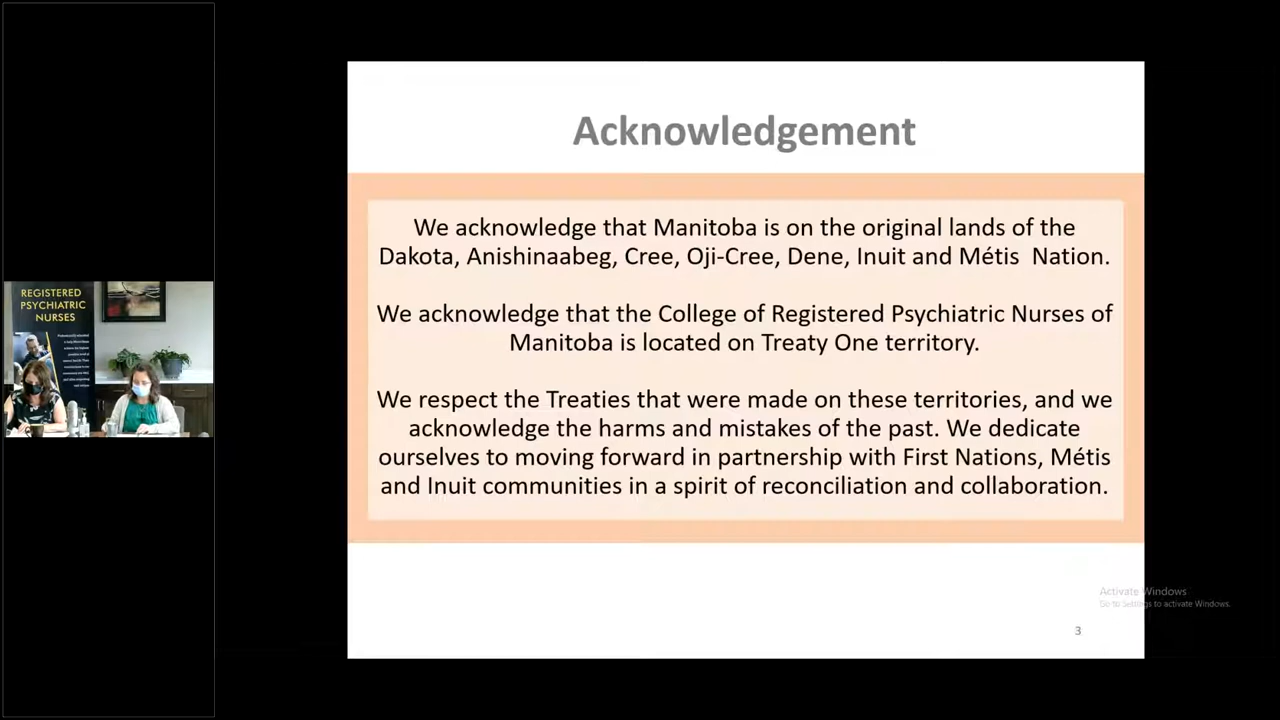 Acknowledgement
We acknowledge that Manitoba is on the original lands of the
Dakota, Anishinaabeg, Cree, Oji-Cree, Dene, Inuit and Métis  Nation.
We acknowledge that the College of Registered Psychiatric Nurses of
Manitoba is located on Treaty One territory.
We respect the Treaties that were made on these territories, and we
acknowledge the harms and mistakes of the past. We dedicate
ourselves to moving forward in partnership with First Nations, Métis
and Inuit communities in a spirit of reconciliation and collaboration.
Activate Windows
Go to Settings to activate Windows.
3
REGISTERED
PSYCHIATRIC
NURSES